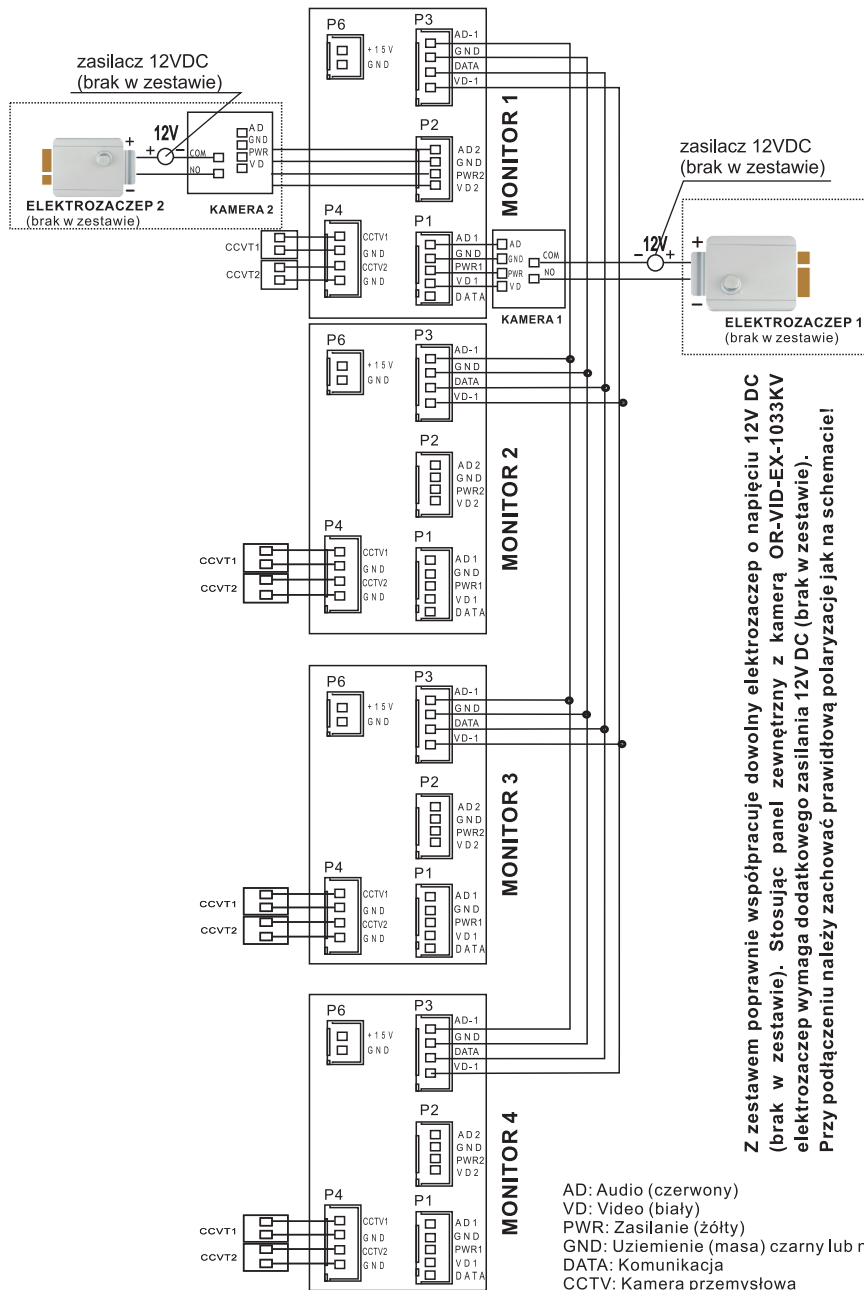 zasilacz 12VDC
(brak w zestawie)
12V
+
-
+
-
COM
NO
AD
GND
PWR
VD
KAMERA 2
ELEKTROZACZEP 2
(brak w zestawie)
P6
+15V
GND
P3
AD-1
GND
DATA
VD-1
P2
AD2
GND
PWR2
VD2
P4
CCTV1
GND
CCTV2
GND
CCVT1
CCVT2
P1
AD1
GND
PWR1
VD1
DATA
MONITOR 1
AD
GND
PWR
VD
COM
NO
KAMERA 1
zasilacz 12VDC
(brak w zestawie)
12V
-
+
+
-
ELEKTROZACZEP 1
(brak w zestawie)
P6
+15V
GND
P3
AD-1
GND
DATA
VD-1
P2
AD2
GND
PWR2
VD2
P4
CCTV1
GND
CCTV2
GND
CCVT1
CCVT2
P1
AD1
GND
PWR1
VD1
DATA
MONITOR 2
P6
+15V
GND
P3
AD-1
GND
DATA
VD-1
P2
AD2
GND
PWR2
VD2
P4
CCTV1
GND
CCTV2
GND
CCVT1
CCVT2
P1
AD1
GND
PWR1
VD1
DATA
MONITOR 3
P6
+15V
GND
P3
AD-1
GND
DATA
VD-1
P2
AD2
GND
PWR2
VD2
P4
CCTV1
GND
CCTV2
GND
CCVT1
CCVT2
P1
AD1
GND
PWR1
VD1
DATA
MONITOR 4
Z zestawem poprawnie współpracuje dowolny elektrozaczep o napięciu 12V DC
(brak w zestawie). Stosując panel zewnętrzny z kamerą OR-VID-EX-1033KV
elektrozaczep wymaga dodatkowego zasilania 12V DC (brak w zestawie).
Przy podłączeniu należy zachować prawidłową polaryzacje jak na schemacie!
AD: Audio (czerwony)
VD: Video (biały)
PWR: Zasilanie (żółty)
GND: Uziemienie (masa) czarny lub
DATA: Komunikacja
CCTV: Kamera przemysłowa